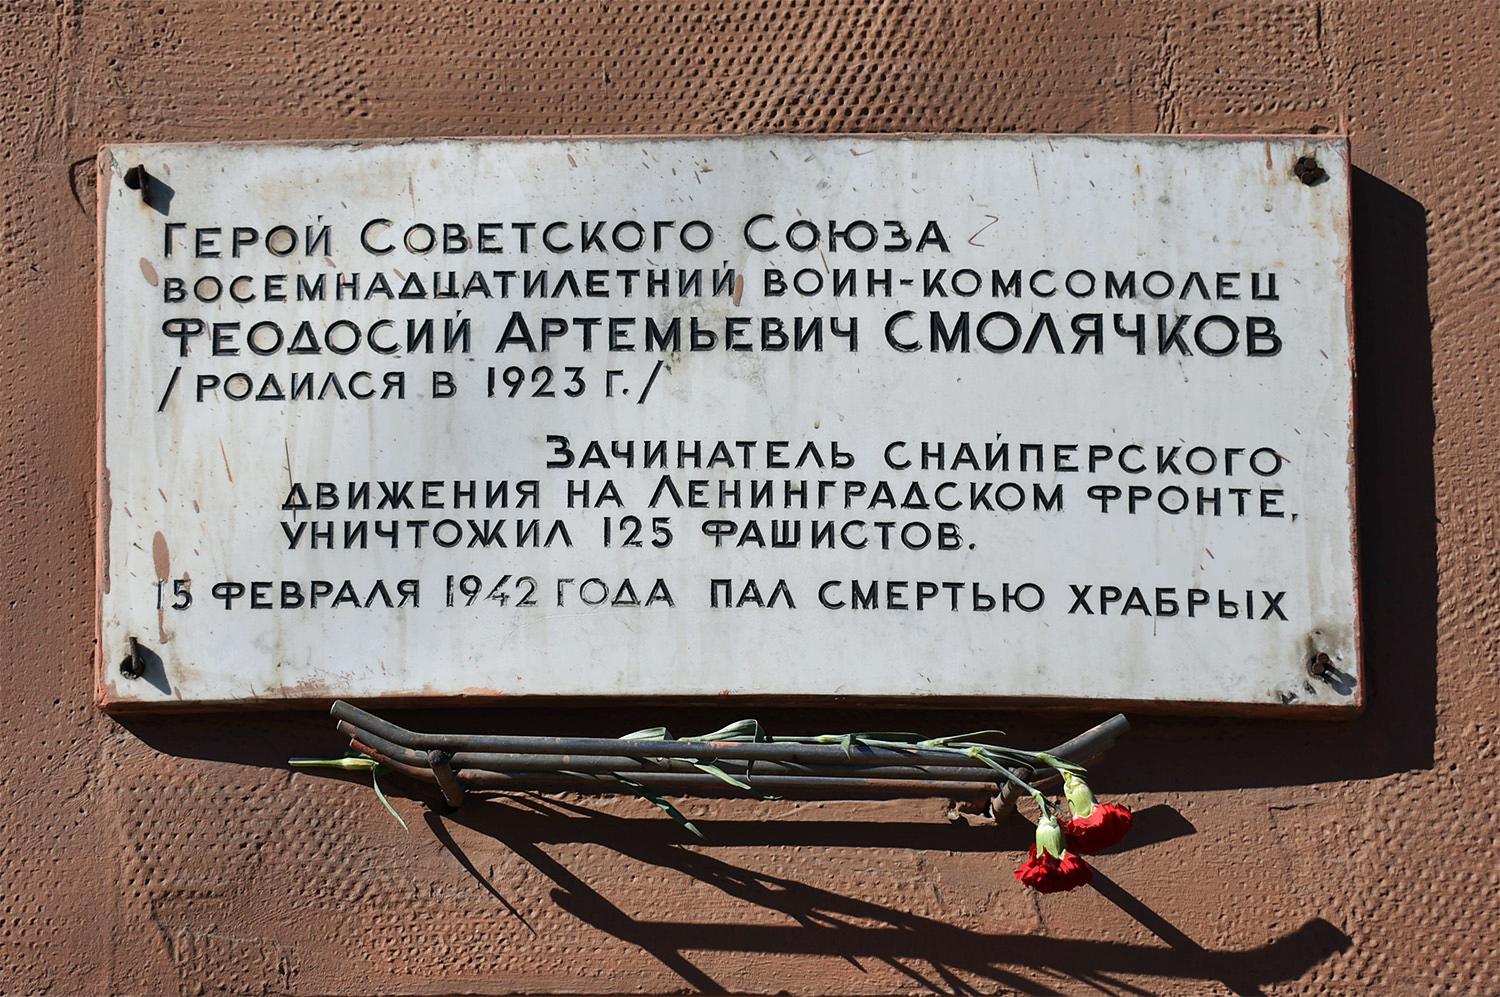 Герой Советского Союза
восемнадцатилетний воин-комсомолец
Феодосий Артемьевич Смолячков
/родился в 1923 г./
Зачинатель снайперского
движения на Ленинградском фронте,
уничтожил 125 фашистов.
15 февраля 1942 года пал смертью храбрых